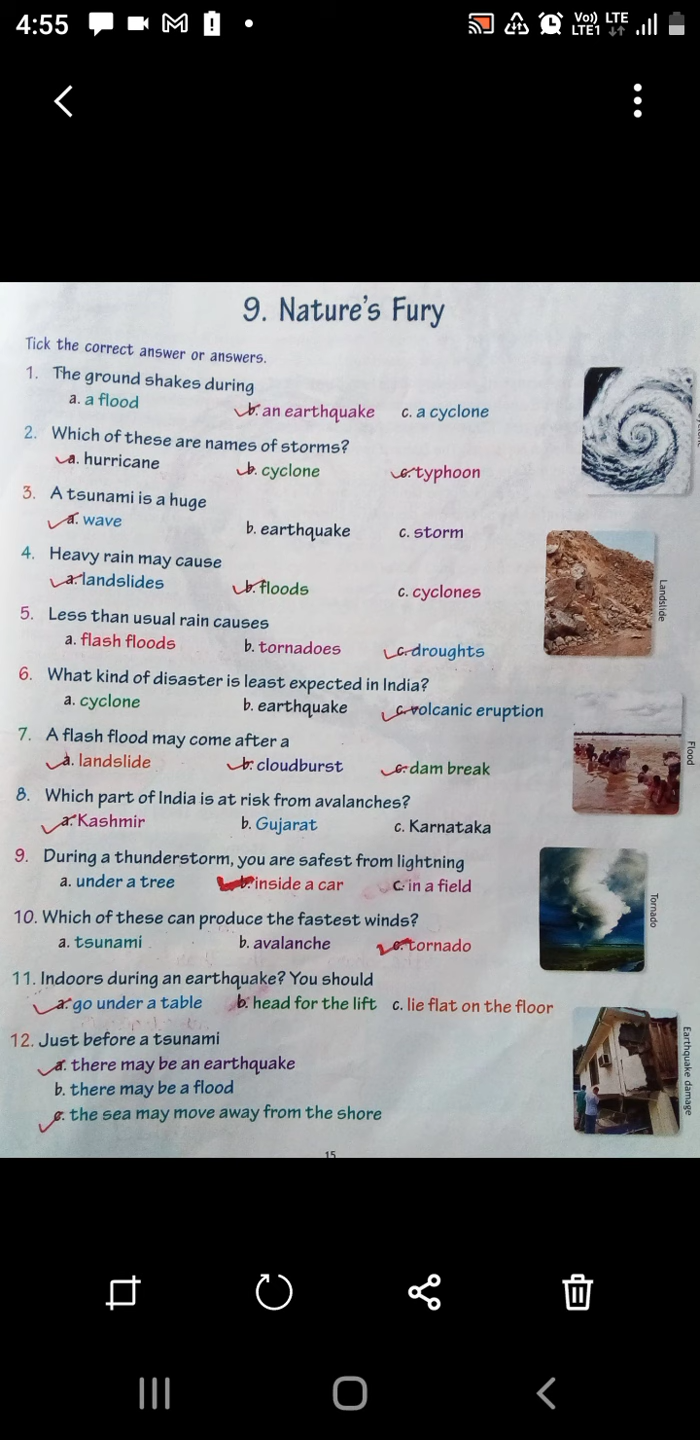 4:55
Vo)) LTE
LTE1
9. Nature's Fury
Tick the correct answer or answers.
1. The ground shakes during
a. a flood b. an earthquake c. a cyclone
2. Which of these are names of storms?
a. hurricane b. cyclone c. typhoon
3. A tsunami is a huge
a. wave b. earthquake c. storm
4. Heavy rain may cause
a. landslides b. floods c. cyclones
Landslide
5. Less than usual rain causes
a. flash floods b. tornadoes c. droughts
6. What kind of disaster is least expected in India?
a. cyclone b. earthquake c. volcanic eruption
7. A flash flood may come after a
a. landslide b. cloudburst c. dam break
Flood
8. Which part of India is at risk from avalanches?
a. Kashmir b. Gujarat c. Karnataka
9. During a thunderstorm, you are safest from lightning
a. under a tree b. inside a car c. in a field
Tornado
10. Which of these can produce the fastest winds?
a. tsunami b. avalanche c. tornado
11. Indoors during an earthquake? You should
a. go under a table b. head for the lift c. lie flat on the floor
12. Just before a tsunami
a. there may be an earthquake
b. there may be a flood
c. the sea may move away from the shore
Earthquake damage
15